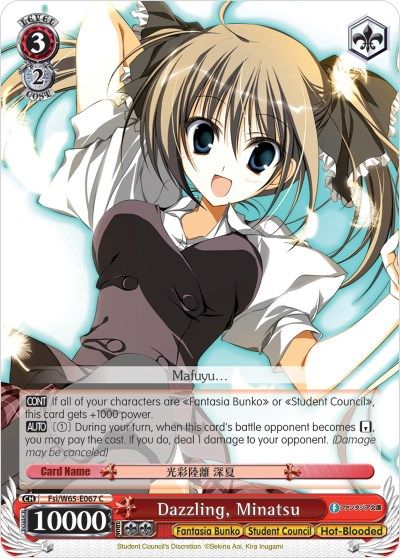 LEVEL
3
2
COST
Mafuyu…
CONT If all of your characters are «Fantasia Bunko» or «Student Council»,
this card gets +1000 power.
AUTO [①] During your turn, when this card's battle opponent becomes [ ],
you may pay the cost. If you do, deal 1 damage to your opponent. (Damage
may be cancelled)
Card Name 光彩陸離 深夏
CH Fsi/W65-E067 C
10000
Dazzling, Minatsu
Fantasia Bunko Student Council Hot-Blooded
Student Council's Discretion ©Sekina Aoi, Kira Inugami